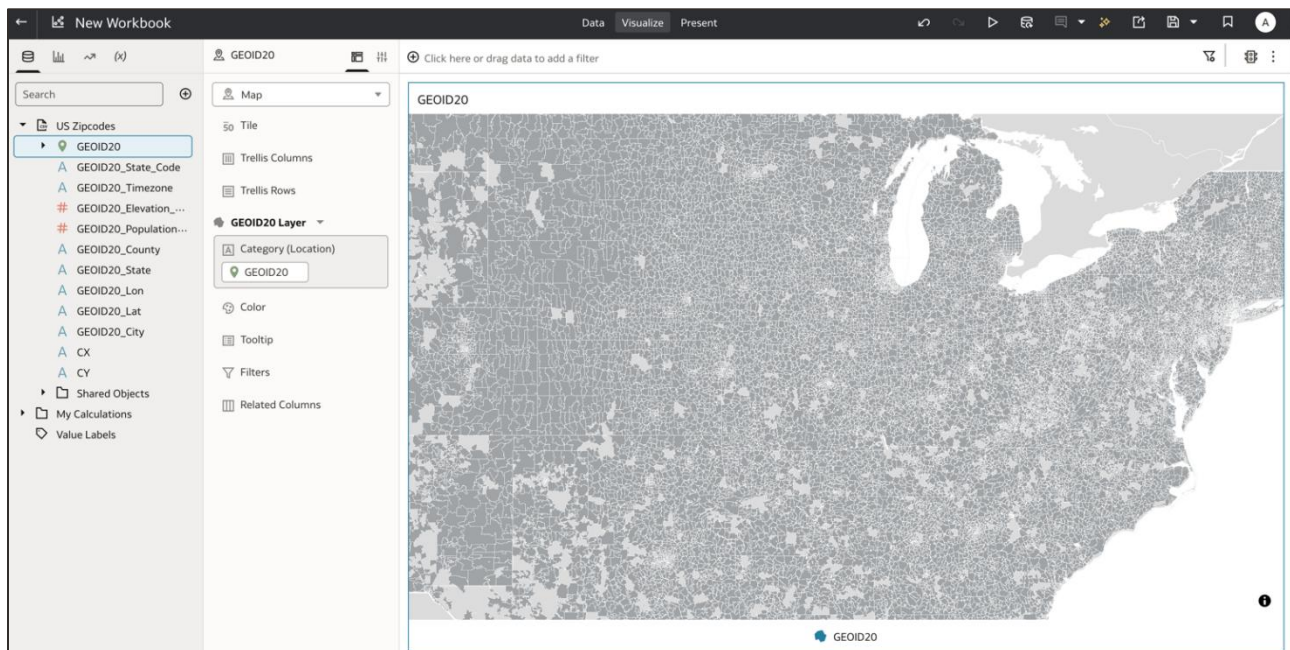 New Workbook
Data Visualize Present
A
(x)
Search
US Zipcodes
GEOID20
A GEOID20_State_Code
A GEOID20_Timezone
# GEOID20_Elevation_...
# GEOID20_Population...
A GEOID20_County
A GEOID20_State
A GEOID20_Lon
A GEOID20_Lat
A GEOID20_City
A CX
A CY
Shared Objects
My Calculations
Value Labels
GEOID20
Map
50 Tile
Trellis Columns
Trellis Rows
GEOID20 Layer
A Category (Location)
GEOID20
Color
Tooltip
Filters
Related Columns
Click here or drag data to add a filter
GEOID20
GEOID20